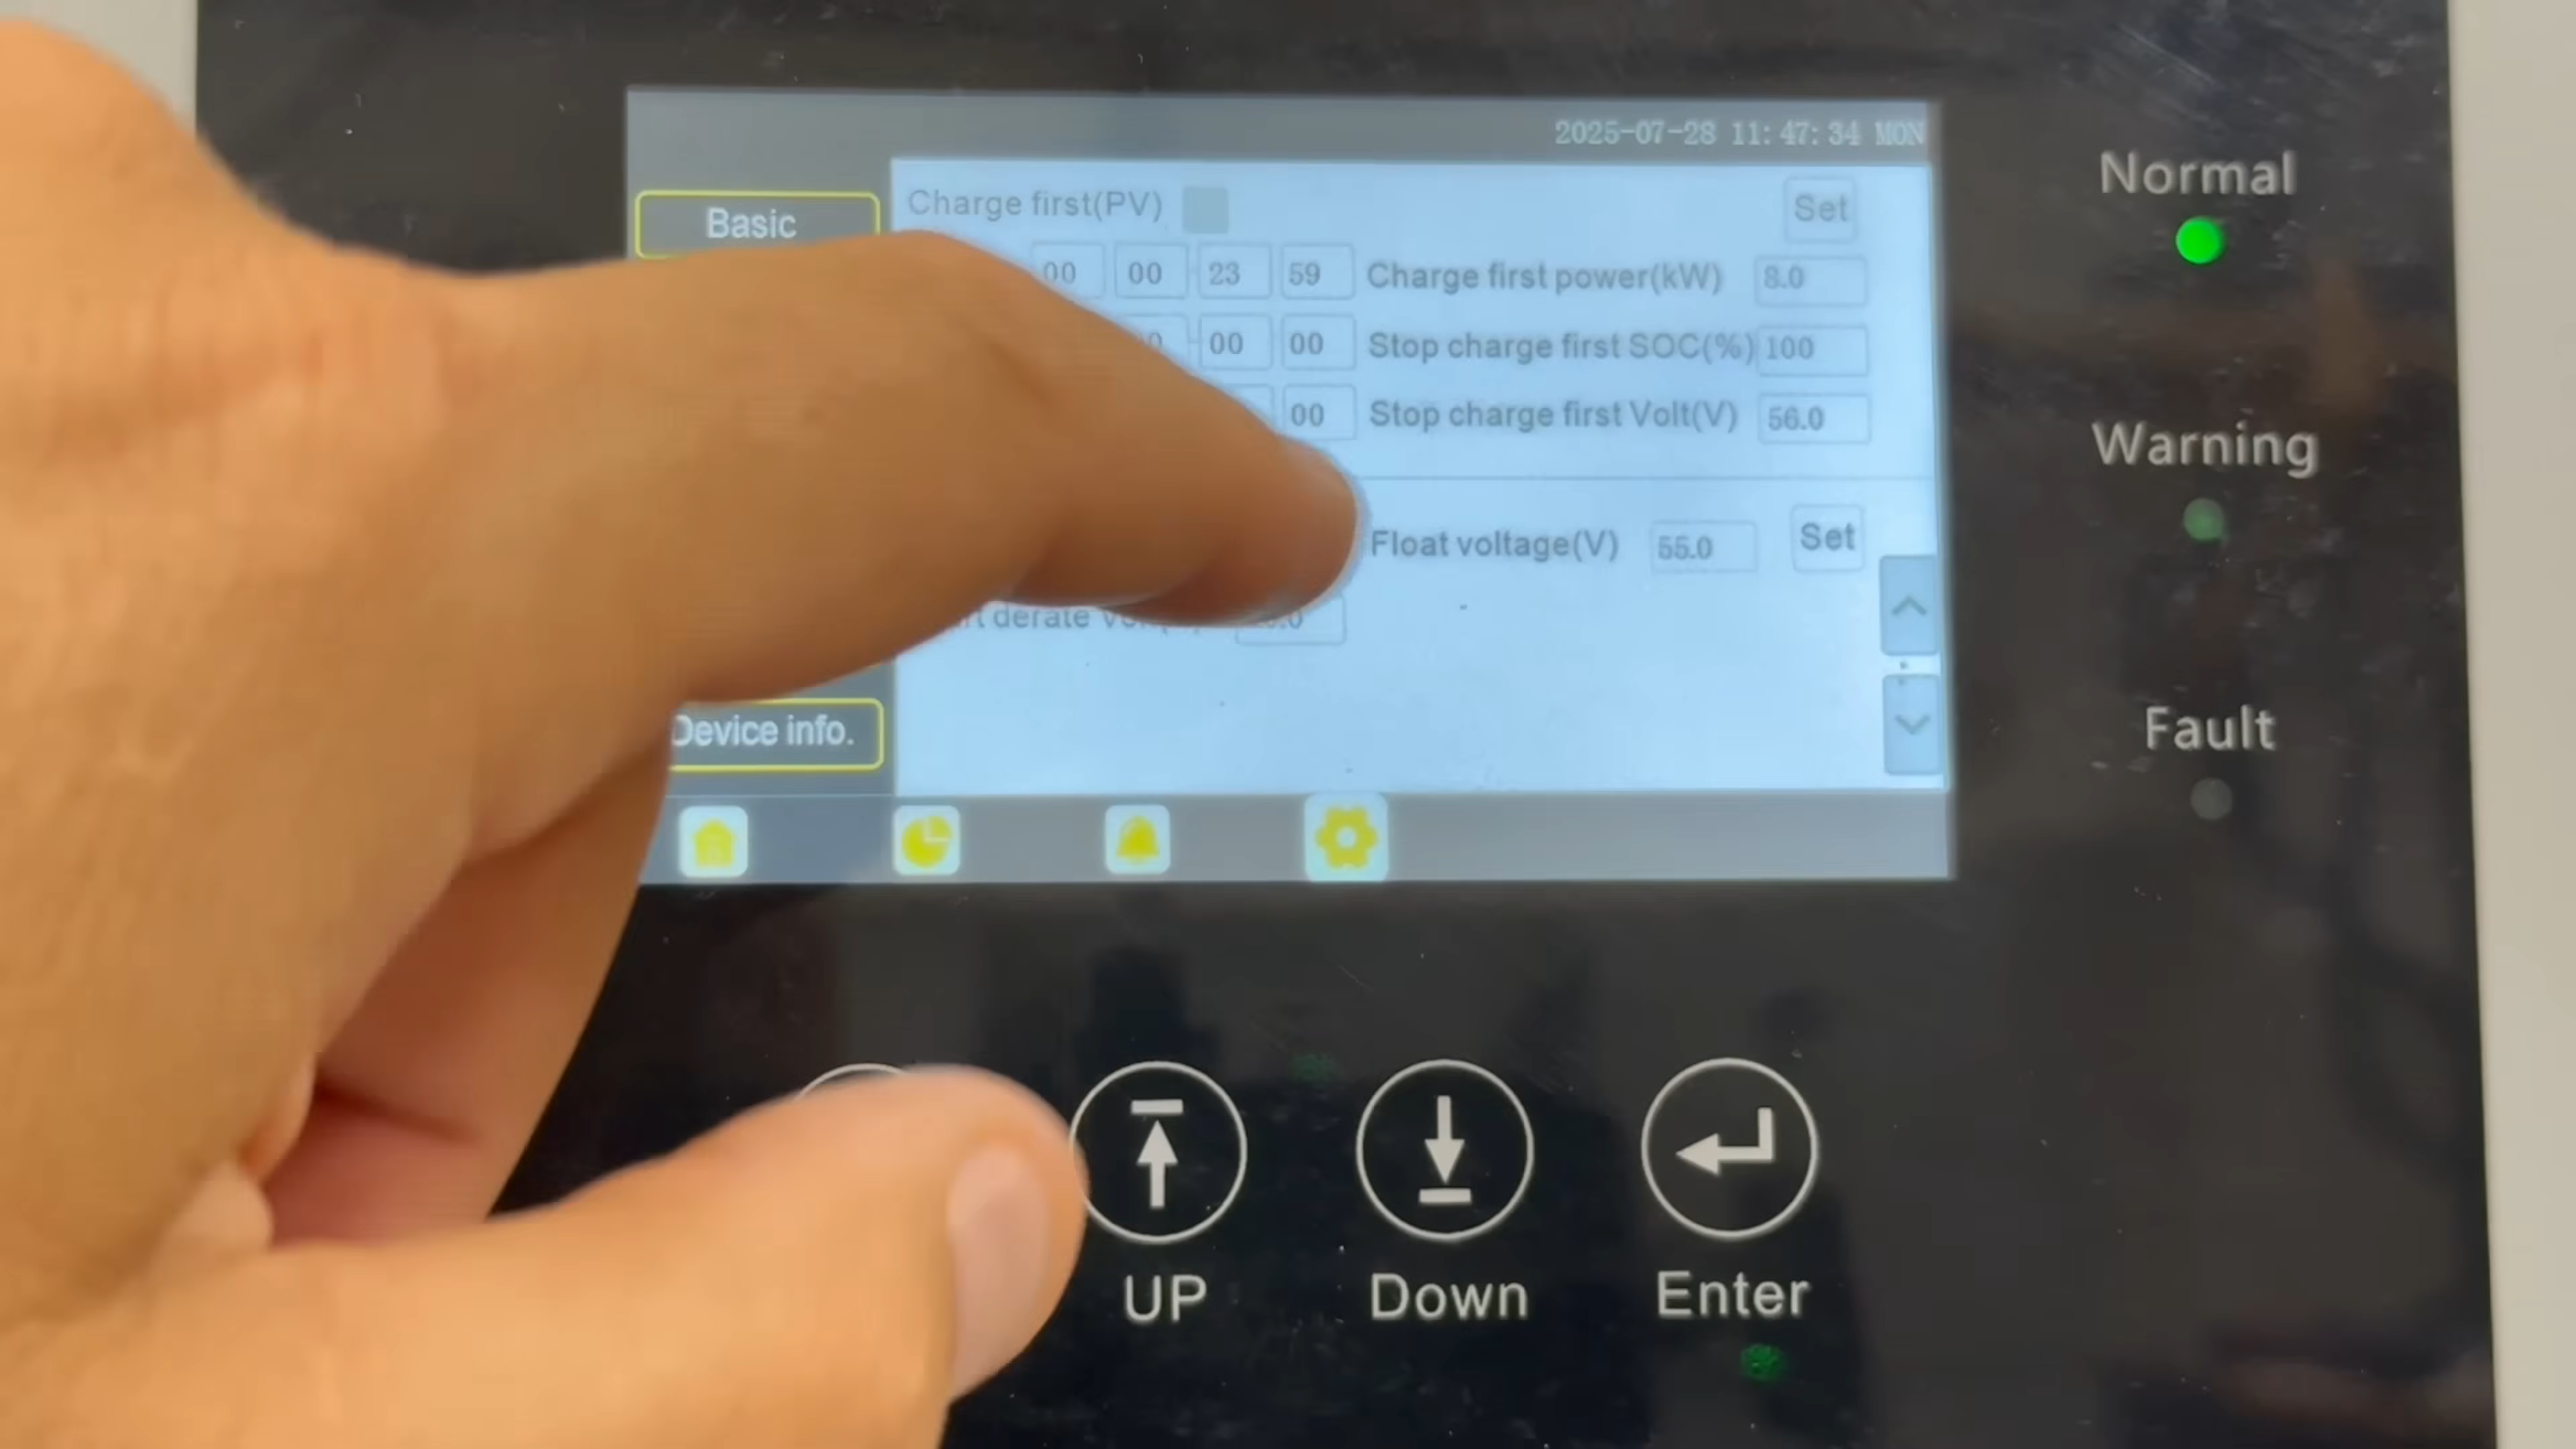 2025-07-28 11:47:34 MON
Basic
Charge first(PV) Set
00 00 23 59 Charge first power(kW) 8.0
00 00 Stop charge first SOC(%) 100
00 Stop charge first Volt(V) 56.0
Float voltage(V) 55.0 Set
derate
Device info.
Normal
Warning
Fault
UP
Down
Enter